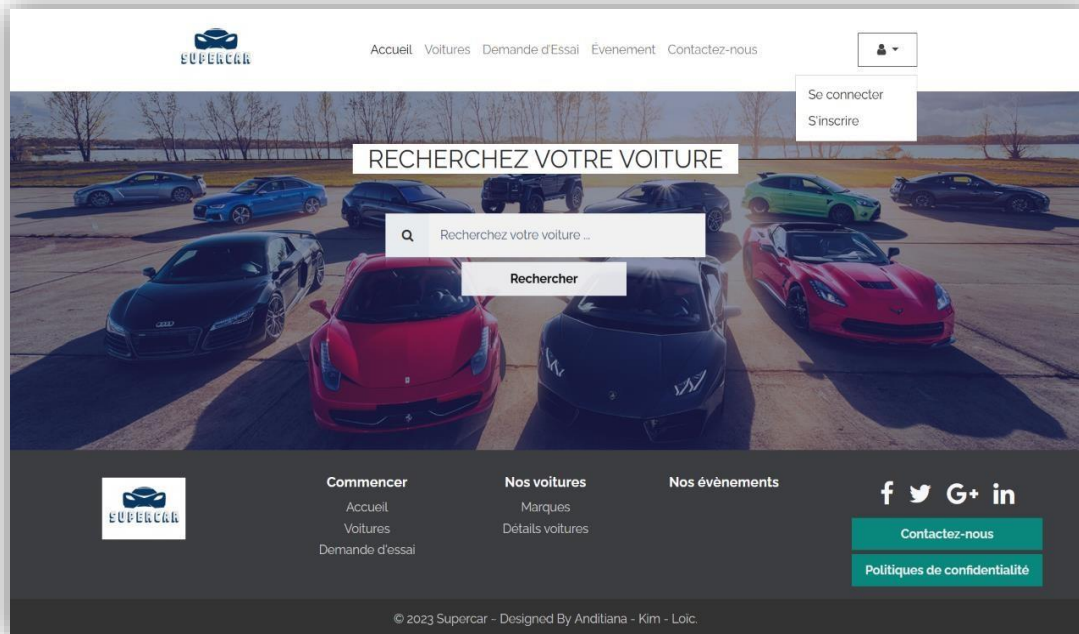 SUPERCAR
Accueil Voitures Demande d'Essai Évenement Contactez-nous
Se connecter
S'inscrire
RECHERCHEZ VOTRE VOITURE
Recherchez votre voiture ...
Rechercher
SUPERCAR
Commencer
Accueil
Voitures
Demande d'essai
Nos voitures
Marques
Détails voitures
Nos évènements
f G+ in
Contactez-nous
Politiques de confidentialité
© 2023 Supercar - Designed By Anditiana - Kim - Loïc.